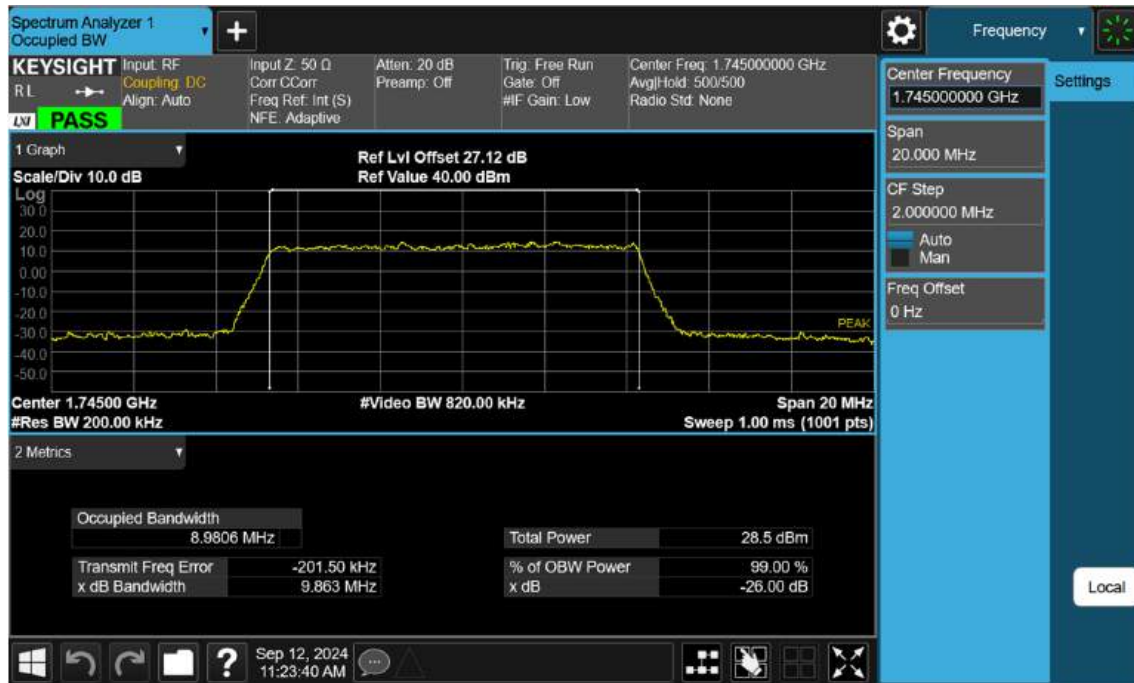 Spectrum Analyzer 1
Occupied BW
Frequency
KEYSIGHT
RL
LXI
PASS
Input: RF
Coupling: DC
Align: Auto
Input Z: 50 Ω
Corr CCorr
Freq Ref: Int (S)
NFE: Adaptive
Atten: 20 dB
Preamp: Off
Trig: Free Run
Gate: Off
#IF Gain: Low
Center Freq: 1.745000000 GHz
Avg|Hold: 500/500
Radio Std: None
Center Frequency
1.745000000 GHz
Settings
Span
20.000 MHz
CF Step
2.000000 MHz
Auto
Man
Freq Offset
0 Hz
1 Graph
Scale/Div 10.0 dB
Ref Lvl Offset 27.12 dB
Ref Value 40.00 dBm
Log
30.0
20.0
10.0
0.00
-10.0
-20.0
-30.0
-40.0
-50.0
PEAK
Center 1.74500 GHz
#Video BW 820.00 kHz
Span 20 MHz
#Res BW 200.00 kHz
Sweep 1.00 ms (1001 pts)
2 Metrics
Occupied Bandwidth
8.9806 MHz
Total Power 28.5 dBm
Transmit Freq Error -201.50 kHz
% of OBW Power 99.00 %
x dB Bandwidth 9.863 MHz
x dB -26.00 dB
Local
?
Sep 12, 2024
11:23:40 AM